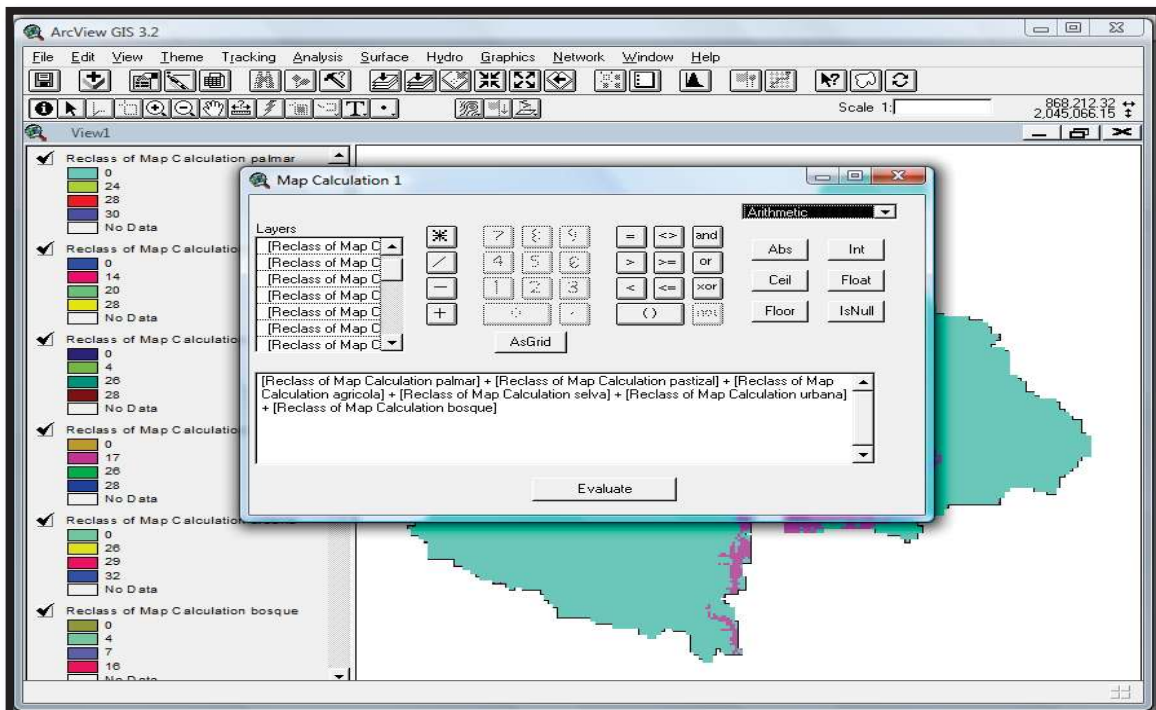 ArcView GIS 3.2
File Edit View Theme Tracking Analysis Surface Hydro Graphics Network Window Help
Scale 1:
868,212.32
2,045,066.15
View1
Reclass of Map Calculation palmar
0
24
28
30
No Data
Reclass of Map Calculation
0
14
20
28
No Data
Reclass of Map Calculation
0
4
26
28
No Data
Reclass of Map Calculation
0
17
26
28
No Data
Reclass of Map Calculation
0
26
29
32
No Data
Reclass of Map Calculation bosque
0
4
7
16
No Data
Map Calculation 1
Layers
[Reclass of Map C
[Reclass of Map C
[Reclass of Map C
[Reclass of Map C
[Reclass of Map C
[Reclass of Map C
[Reclass of Map C
* 7 8 9 = <> and
/ 4 5 6 > >= or
- 1 2 3 < <= xor
+ 0 . () not
AsGrid
Arithmetic
Abs Int
Ceil Float
Floor IsNull
[Reclass of Map Calculation palmar] + [Reclass of Map Calculation pastizal] + [Reclass of Map
Calculation agricola] + [Reclass of Map Calculation selva] + [Reclass of Map Calculation urbana]
+ [Reclass of Map Calculation bosque]
Evaluate